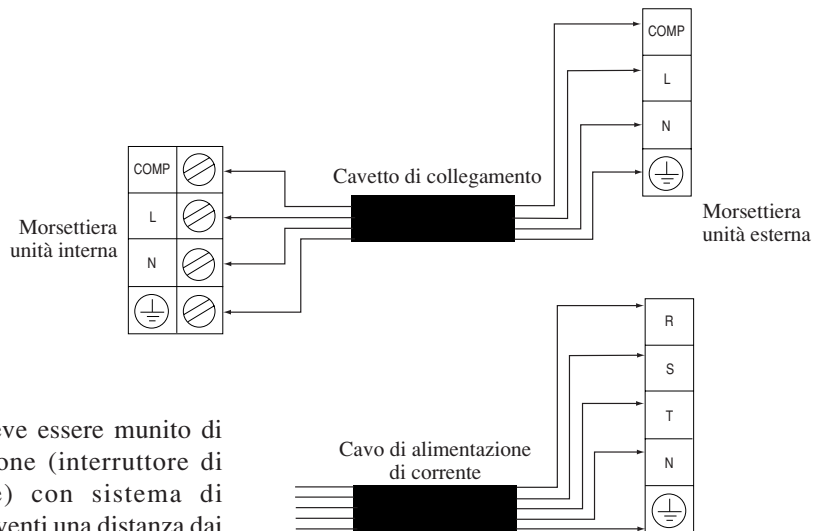 COMP
L
N
COMP
L
N
Cavetto di collegamento
Morsettiera
unità interna
Morsettiera
unità esterna
R
S
T
N
Cavo di alimentazione
di corrente
eve essere munito di
one (interruttore di
e) con sistema di
venti una distanza dai